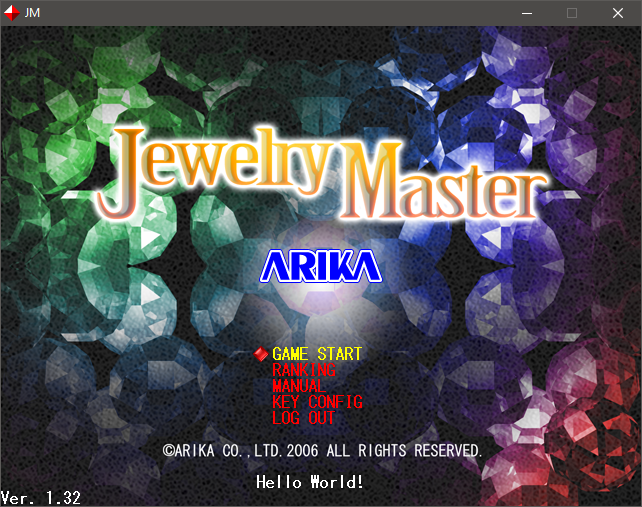 JM
Jewelry Master
ARIKA
GAME START
RANKING
MANUAL
KEY CONFIG
LOG OUT
©ARIKA CO.,LTD.2006 ALL RIGHTS RESERVED.
Hello World!
Ver. 1.32